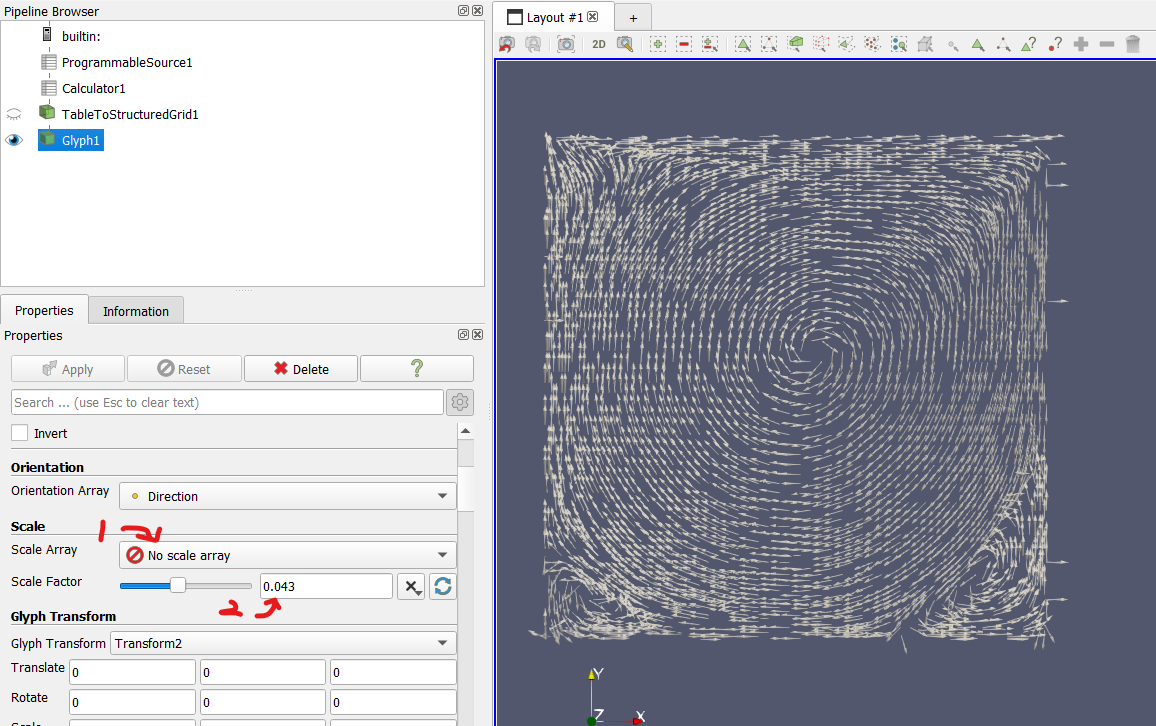 Pipeline Browser
builtin:
ProgrammableSource1
Calculator1
TableToStructuredGrid1
Glyph1
Layout #1
+
2D
Properties
Information
Properties
Apply
Reset
Delete
?
Search ... (use Esc to clear text)
Invert
Orientation
Orientation Array
Direction
Scale
1
Scale Array
No scale array
Scale Factor
0.043
2
Glyph Transform
Glyph Transform
Transform2
Translate
0
0
0
Rotate
0
0
0
Scale
Y
Z
X